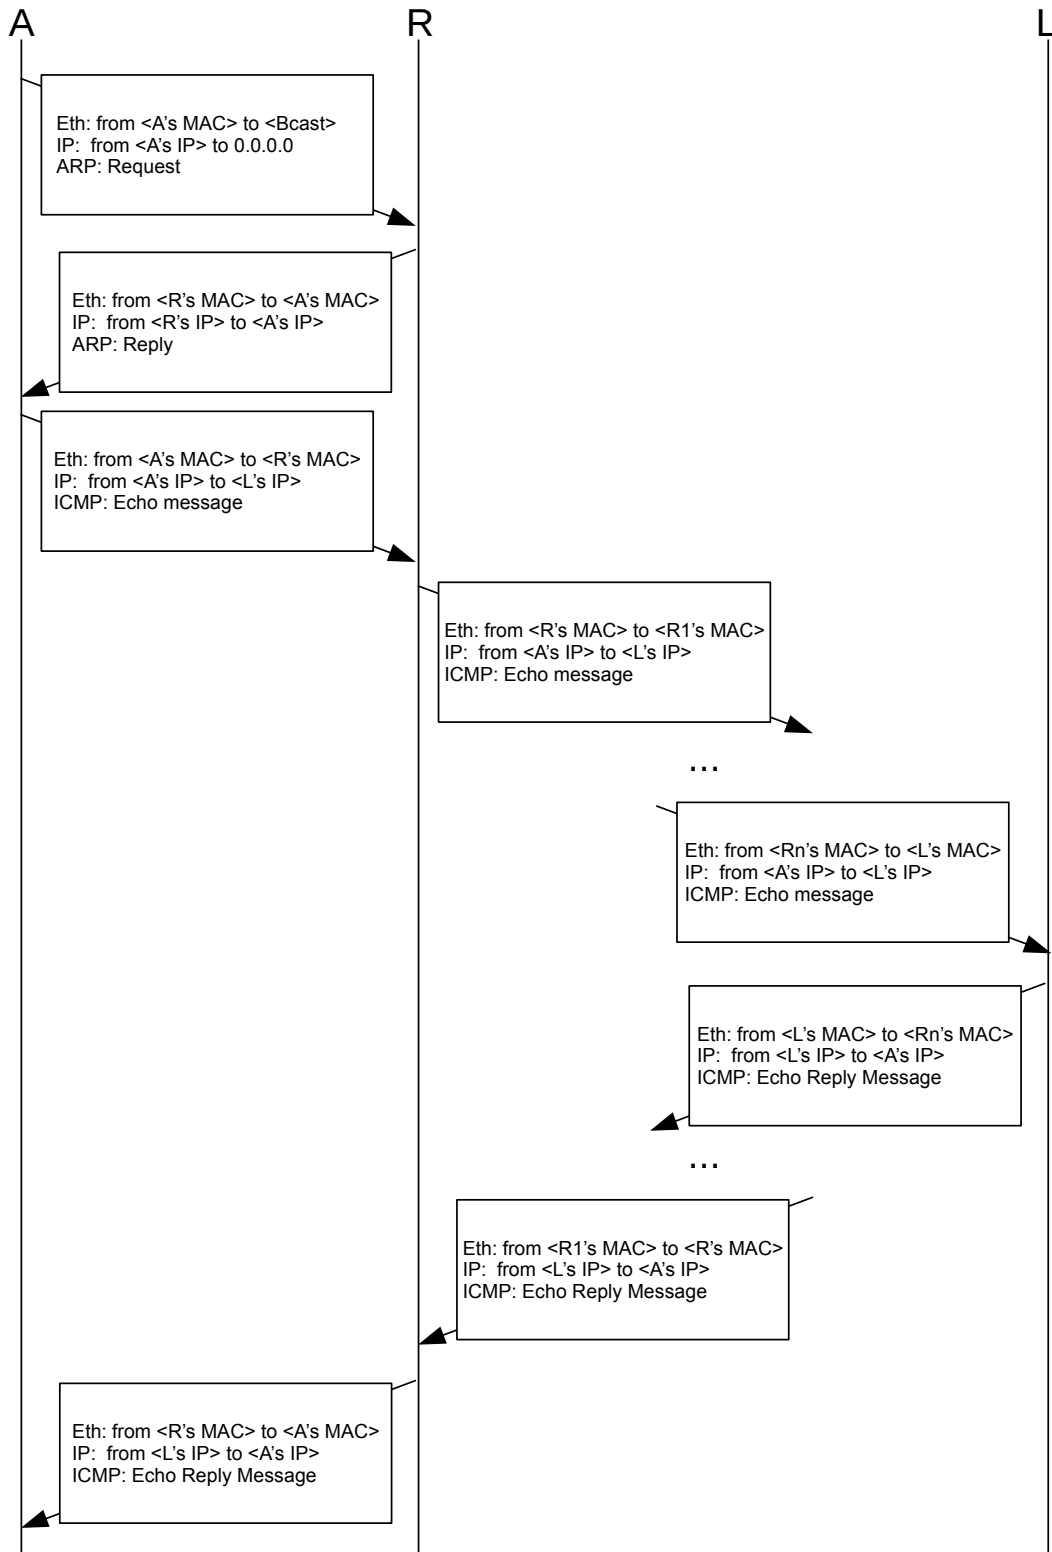 A R L
Eth: from <A's MAC> to <Bcast>
IP:  from <A's IP> to 0.0.0.0
ARP: Request
Eth: from <R's MAC> to <A's MAC>
IP:  from <R's IP> to <A's IP>
ARP: Reply
Eth: from <A's MAC> to <R's MAC>
IP:  from <A's IP> to <L's IP>
ICMP: Echo message
Eth: from <R's MAC> to <R1's MAC>
IP:  from <A's IP> to <L's IP>
ICMP: Echo message
...
Eth: from <Rn's MAC> to <L's MAC>
IP:  from <A's IP> to <L's IP>
ICMP: Echo message
Eth: from <L's MAC> to <Rn's MAC>
IP:  from <L's IP> to <A's IP>
ICMP: Echo Reply Message
...
Eth: from <R1's MAC> to <R's MAC>
IP:  from <L's IP> to <A's IP>
ICMP: Echo Reply Message
Eth: from <R's MAC> to <A's MAC>
IP:  from <L's IP> to <A's IP>
ICMP: Echo Reply Message